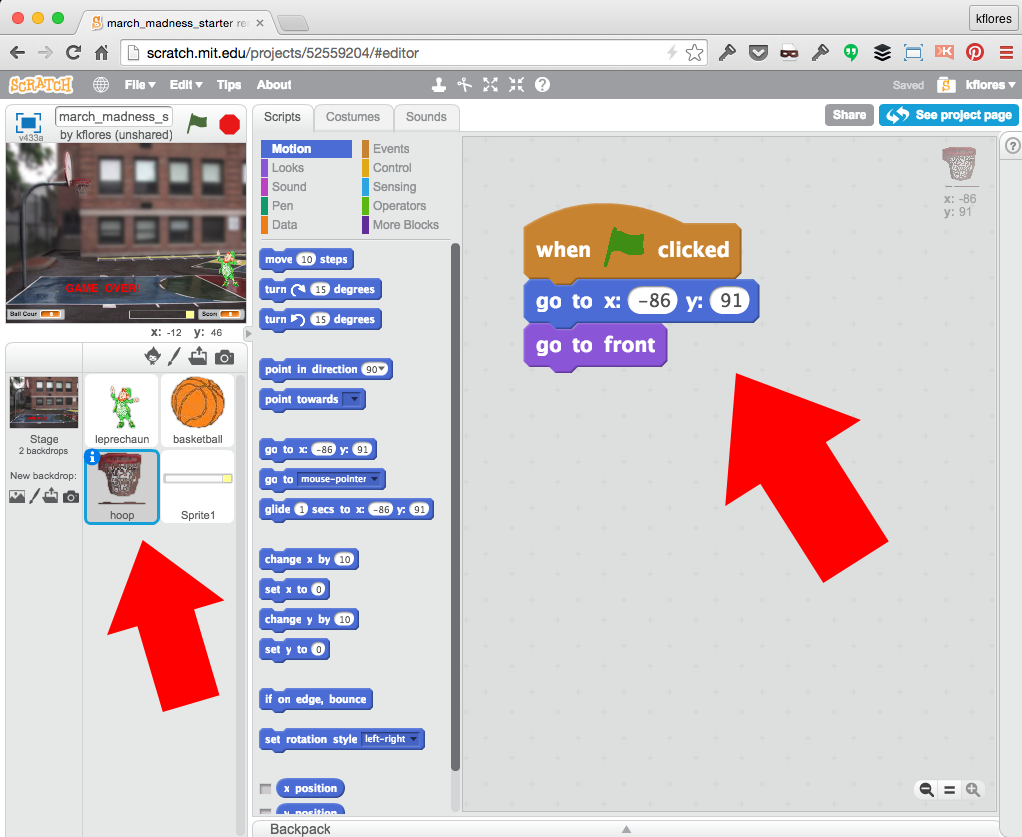 march_madness_starter re
kflores
scratch.mit.edu/projects/52559204/#editor
SCRATCH
File
Edit
Tips
About
Saved
kflores
v433a
march_madness_s
by kflores (unshared)
Scripts
Costumes
Sounds
Share
See project page
GAME OVER!
x: -12 y: 46
Stage
2 backdrops
New backdrop:
leprechaun
basketball
hoop
Sprite1
Motion
Looks
Sound
Pen
Data
Events
Control
Sensing
Operators
More Blocks
move 10 steps
turn 15 degrees
turn 15 degrees
point in direction 90
point towards
go to x: -86 y: 91
go to mouse-pointer
glide 1 secs to x: -86 y: 91
change x by 10
set x to 0
change y by 10
set y to 0
if on edge, bounce
set rotation style left-right
x position
y position
when clicked
go to x: -86 y: 91
go to front
x: -86
y: 91
Backpack